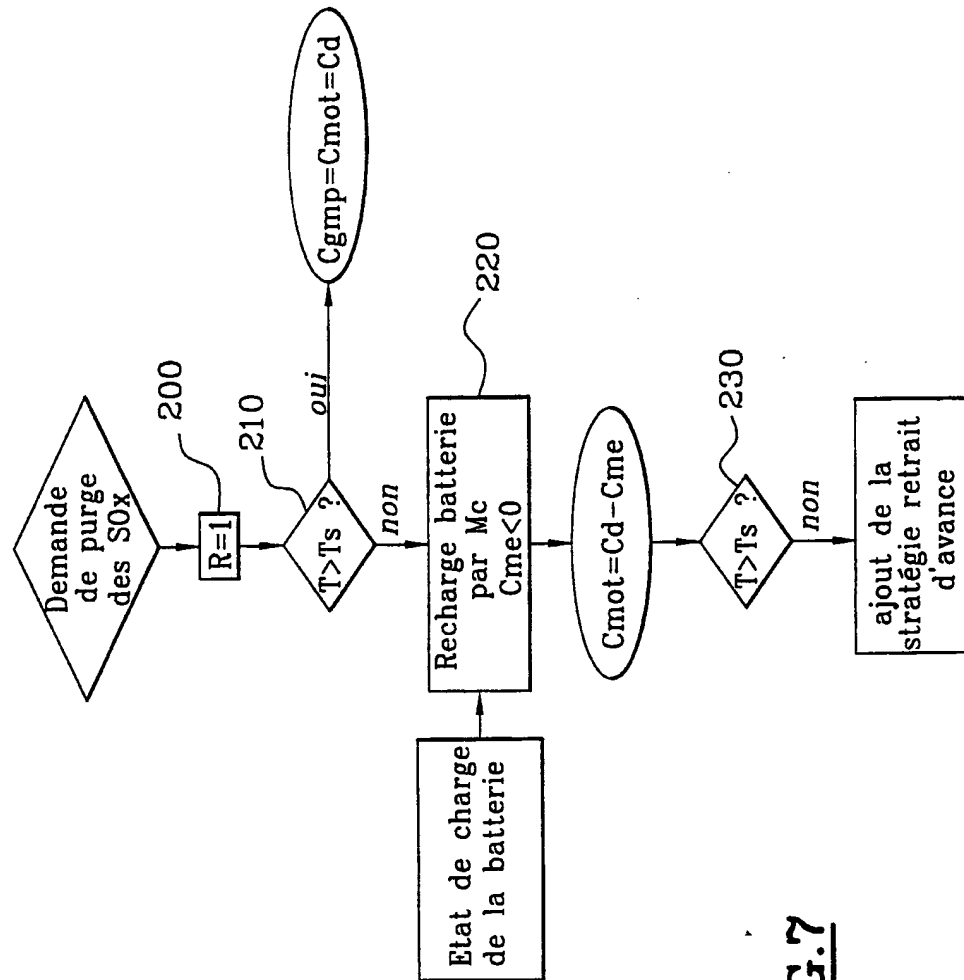 Demande
de purge
des SOx
R=1
200
T>Ts ?
210
oui
Cgmp=Cmot=Cd
non
Etat de charge
de la batterie
Recharge batterie
par Mc
Cme<0
220
Cmot=Cd-Cme
T>Ts ?
230
non
ajout de la
stratégie retrait
d'avance
G.7